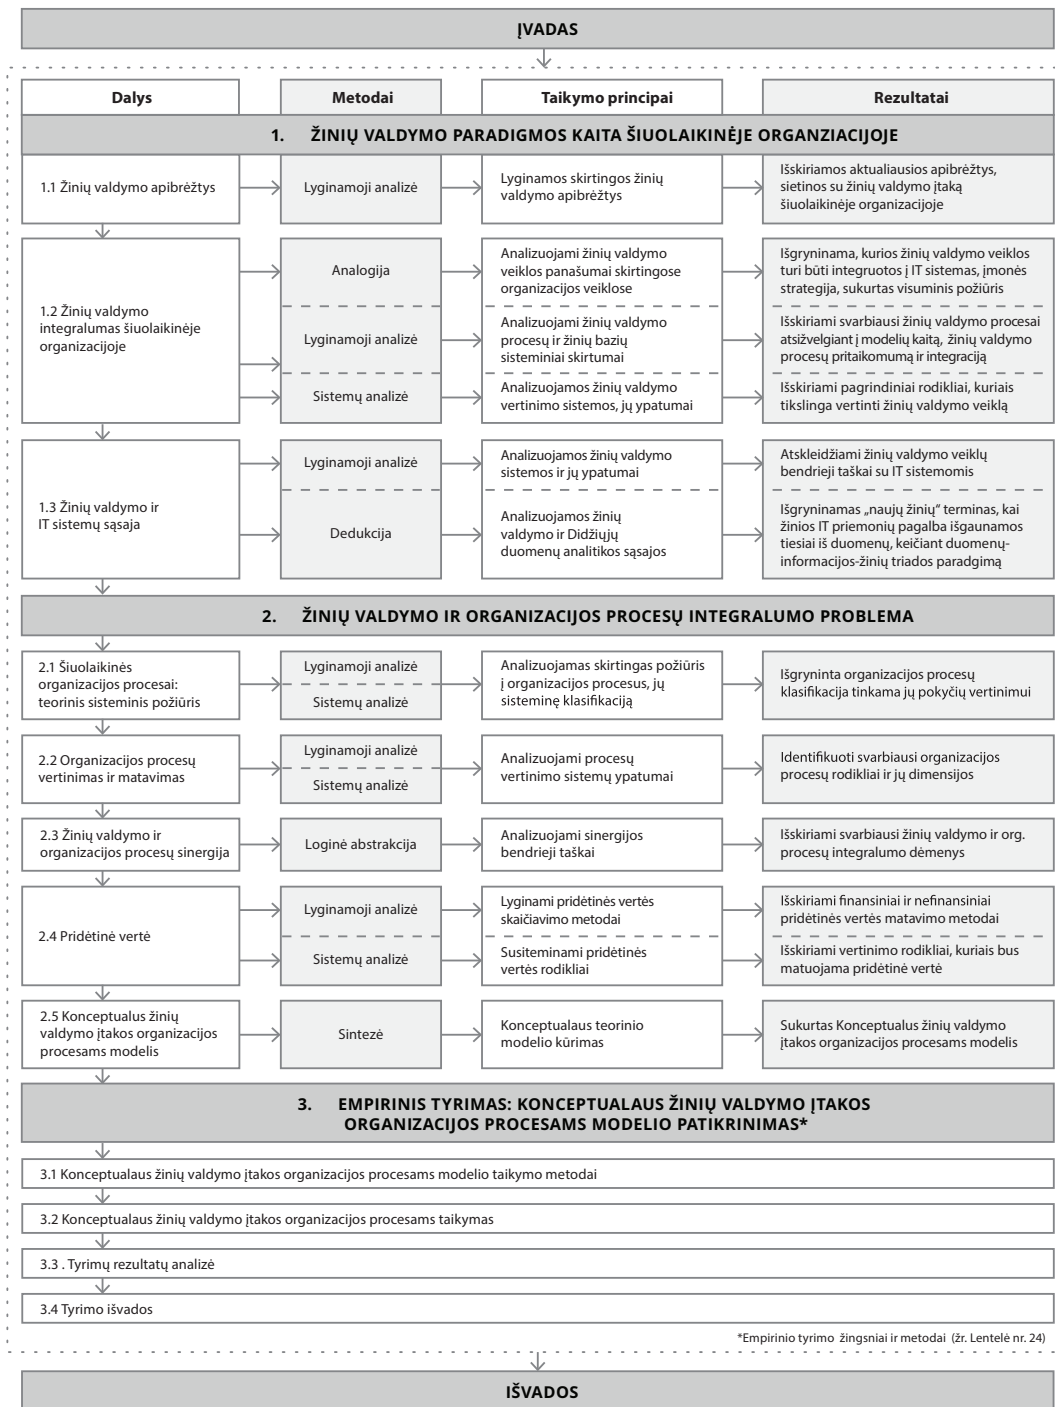 ĮVADAS
Dalys
Metodai
Taikymo principai
Rezultatai
1. ŽINIŲ VALDYMO PARADIGMOS KAITA ŠIUOLAIKINĖJE ORGANZIACIJOJE
1.1 Žinių valdymo apibrėžtys
Lyginamoji analizė
Lyginamos skirtingos žinių
valdymo apibrėžtys
Išskiriamos aktualiausios apibrėžtys,
sietinos su žinių valdymo įtaką
šiuolaikinėje organizacijoje
1.2 Žinių valdymo
integralumas šiuolaikinėje
organizacijoje
Analogija
Analizuojami žinių valdymo
veiklos panašumai skirtingose
organizacijos veiklose
Išgryninama, kurios žinių valdymo veiklos
turi būti integruotos į IT sistemas, įmonės
strategija, sukurtas visuminis požiūris
Lyginamoji analizė
Analizuojami žinių valdymo
procesų ir žinių bazių
sisteminiai skirtumai
Išskiriami svarbiausi žinių valdymo procesai
atsižvelgiant į modelių kaitą, žinių valdymo
procesų pritaikomumą ir integraciją
Sistemų analizė
Analizuojamos žinių valdymo
vertinimo sistemos, jų ypatumai
Išskiriami pagrindiniai rodikliai, kuriais
tikslinga vertinti žinių valdymo veiklą
1.3 Žinių valdymo ir
IT sistemų sąsaja
Lyginamoji analizė
Analizuojamos žinių valdymo
sistemos ir jų ypatumai
Atskleidžiami žinių valdymo veiklų
bendrieji taškai su IT sistemomis
Dedukcija
Analizuojamos žinių
valdymo ir Didžiųjų
duomenų analitikos sąsajos
Išgryninamas „naujų žinių“ terminas, kai
žinios IT priemonių pagalba išgaunamos
tiesiai iš duomenų, keičiant duomenų-
informacijos-žinių triados paradgimą
2. ŽINIŲ VALDYMO IR ORGANIZACIJOS PROCESŲ INTEGRALUMO PROBLEMA
2.1 Šiuolaikinės
organizacijos procesai:
teorinis sisteminis požiūris
Lyginamoji analizė
Sistemų analizė
Analizuojamas skirtingas požiūris
į organizacijos procesus, jų
sisteminę klasifikaciją
Išgryninta organizacijos procesų
klasifikacija tinkama jų pokyčių vertinimui
2.2 Organizacijos procesų
vertinimas ir matavimas
Lyginamoji analizė
Sistemų analizė
Analizuojami procesų
vertinimo sistemų ypatumai
Identifikuoti svarbiausi organizacijos
procesų rodikliai ir jų dimensijos
2.3 Žinių valdymo ir
organizacijos procesų sinergija
Loginė abstrakcija
Analizuojami sinergijos
bendrieji taškai
Išskiriami svarbiausi žinių valdymo ir org.
procesų integralumo dėmenys
2.4 Pridėtinė vertė
Lyginamoji analizė
Lyginami pridėtinės vertės
skaičiavimo metodai
Išskiriami finansiniai ir nefinansiniai
pridėtinės vertės matavimo metodai
Sistemų analizė
Susiteminami pridėtinės
vertės rodikliai
Išskiriami vertinimo rodikliai, kuriais bus
matuojama pridėtinė vertė
2.5 Konceptualus žinių
valdymo įtakos organizacijos
procesams modelis
Sintezė
Konceptualaus teorinio
modelio kūrimas
Sukurtas Konceptualus žinių valdymo
įtakos organizacijos procesams modelis
3. EMPIRINIS TYRIMAS: KONCEPTUALAUS ŽINIŲ VALDYMO ĮTAKOS
ORGANIZACIJOS PROCESAMS MODELIO PATIKRINIMAS*
3.1 Konceptualaus žinių valdymo įtakos organizacijos procesams modelio taikymo metodai
3.2 Konceptualaus žinių valdymo įtakos organizacijos procesams taikymas
3.3 . Tyrimų rezultatų analizė
3.4 Tyrimo išvados
*Empirinio tyrimo žingsniai ir metodai (žr. Lentelė nr. 24)
IŠVADOS